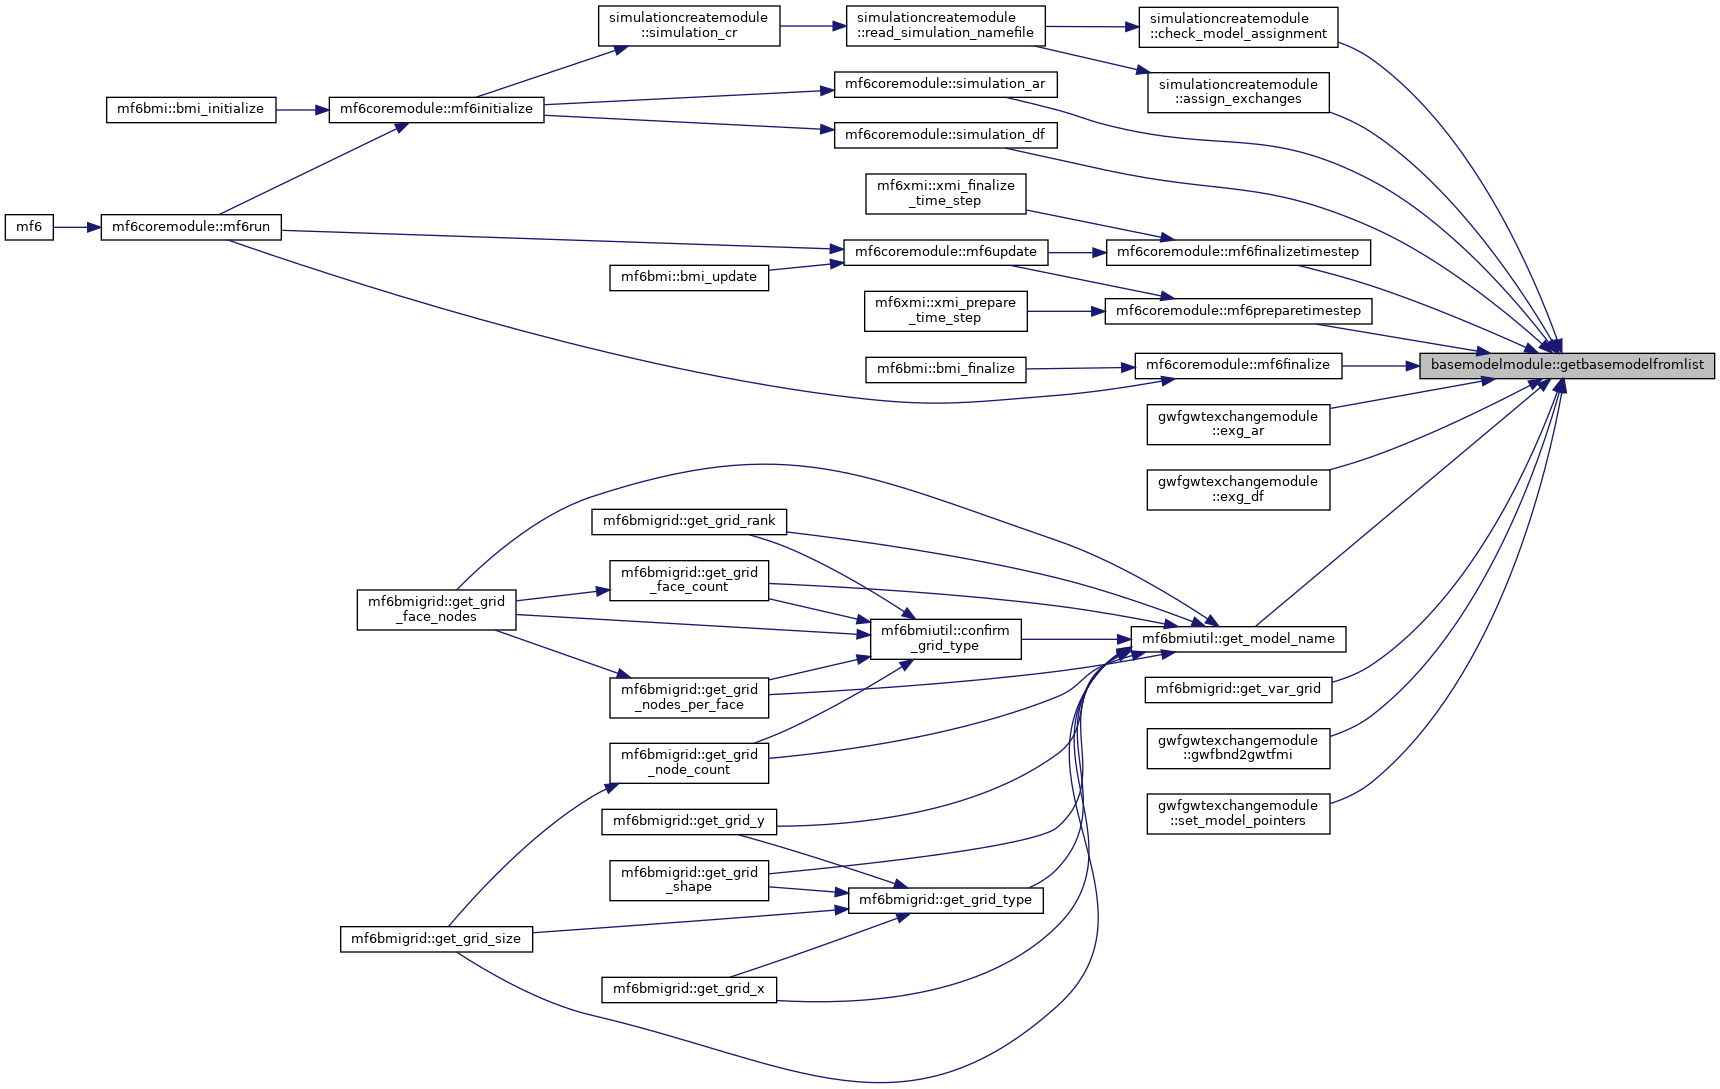 simulationcreatemodule
::simulation_cr
simulationcreatemodule
::read_simulation_namefile
simulationcreatemodule
::check_model_assignment
mf6coremodule::simulation_ar
simulationcreatemodule
::assign_exchanges
mf6bmi::bmi_initialize
mf6coremodule::mf6initialize
mf6coremodule::simulation_df
mf6xmi::xmi_finalize
_time_step
mf6
mf6coremodule::mf6run
mf6coremodule::mf6update
mf6coremodule::mf6finalizetimestep
mf6bmi::bmi_update
mf6xmi::xmi_prepare
_time_step
mf6coremodule::mf6preparetimestep
mf6bmi::bmi_finalize
mf6coremodule::mf6finalize
basemodelmodule::getbasemodelfromlist
gwfgwtexchangemodule
::exg_ar
gwfgwtexchangemodule
::exg_df
mf6bmigrid::get_grid_rank
mf6bmigrid::get_grid
_face_count
mf6bmigrid::get_grid
_face_nodes
mf6bmiutil::confirm
_grid_type
mf6bmiutil::get_model_name
mf6bmigrid::get_grid
_nodes_per_face
mf6bmigrid::get_var_grid
mf6bmigrid::get_grid
_node_count
gwfgwtexchangemodule
::gwfbnd2gwtfmi
mf6bmigrid::get_grid_y
gwfgwtexchangemodule
::set_model_pointers
mf6bmigrid::get_grid
_shape
mf6bmigrid::get_grid_type
mf6bmigrid::get_grid_size
mf6bmigrid::get_grid_x